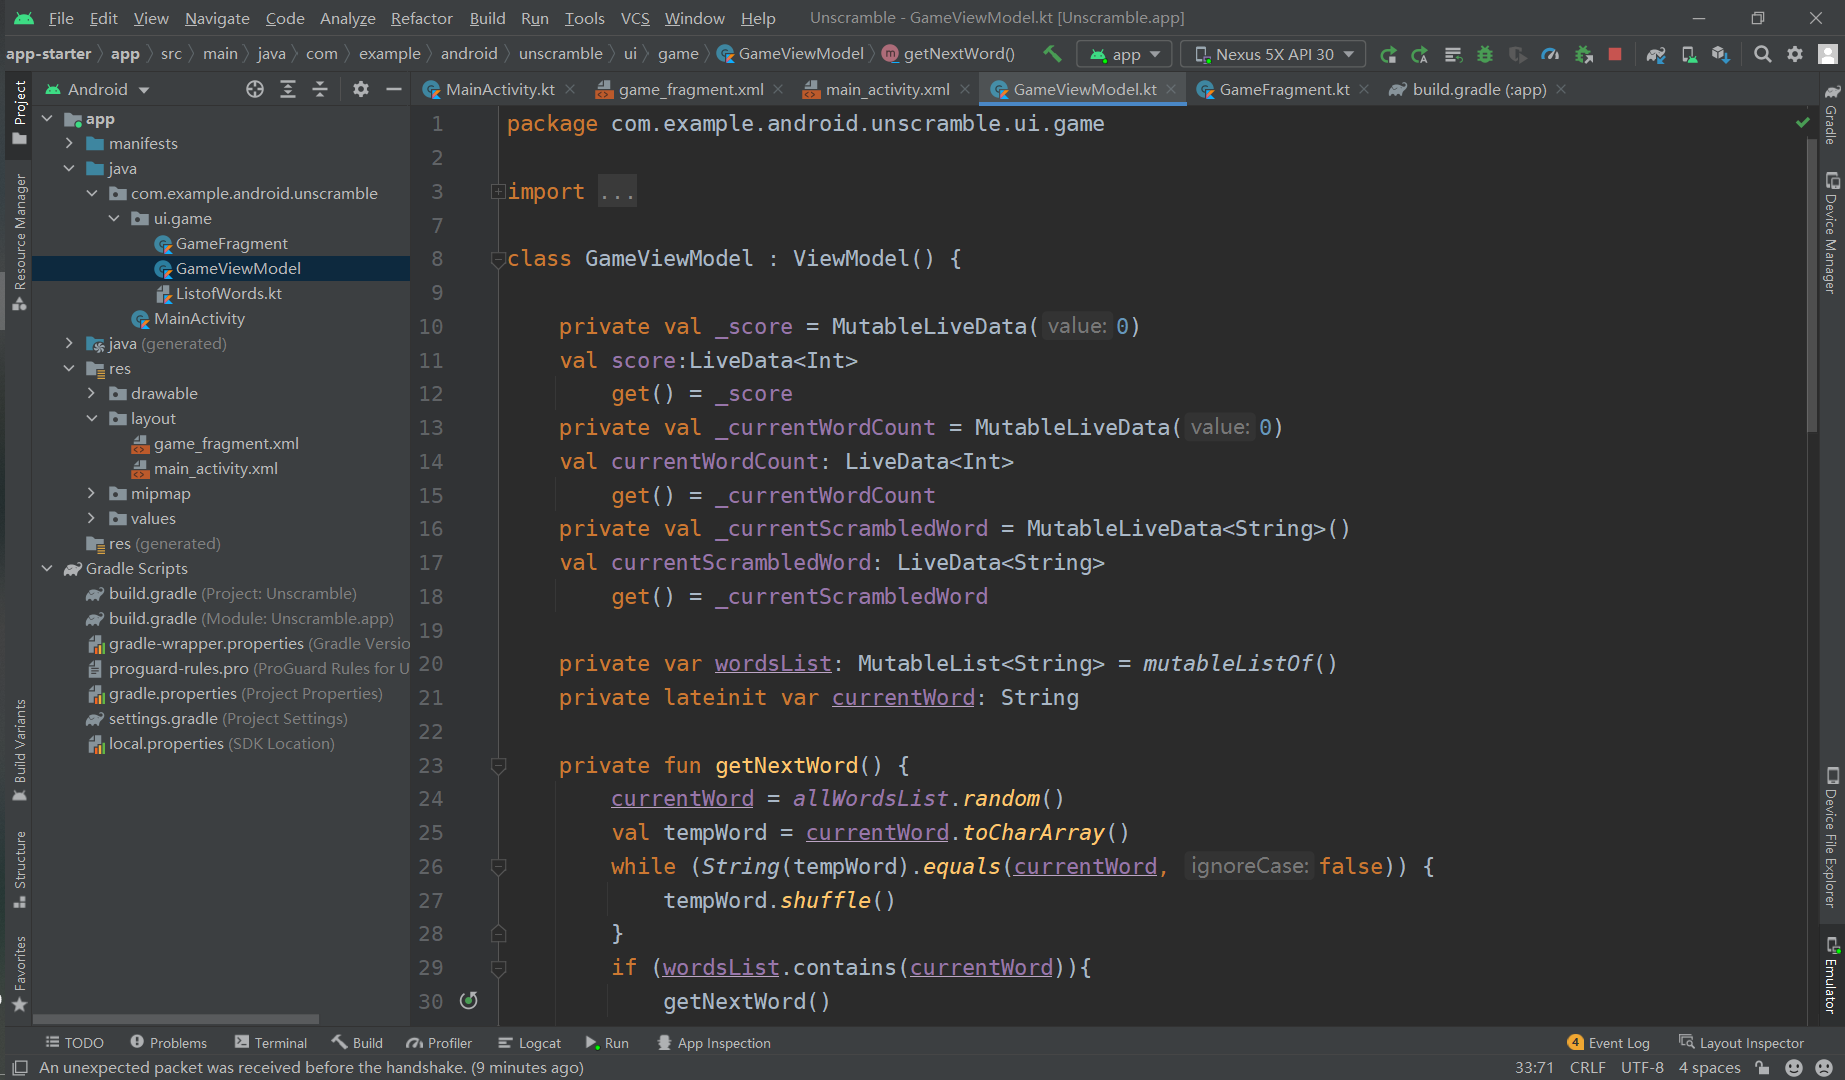 File Edit View Navigate Code Analyze Refactor Build Run Tools VCS Window Help Unscramble - GameViewModel.kt [Unscramble.app]
app-starter app src main java com example android unscramble ui game GameViewModel getNextWord() app Nexus 5X API 30
Android
MainActivity.kt game_fragment.xml main_activity.xml GameViewModel.kt GameFragment.kt build.gradle (:app)
Project
Resource Manager
Build Variants
Structure
Favorites
app
manifests
java
com.example.android.unscramble
ui.game
GameFragment
GameViewModel
ListofWords.kt
MainActivity
java (generated)
res
drawable
layout
game_fragment.xml
main_activity.xml
mipmap
values
res (generated)
Gradle Scripts
build.gradle (Project: Unscramble)
build.gradle (Module: Unscramble.app)
gradle-wrapper.properties (Gradle Versio
proguard-rules.pro (ProGuard Rules for U
gradle.properties (Project Properties)
settings.gradle (Project Settings)
local.properties (SDK Location)
1 package com.example.android.unscramble.ui.game
2
3 import ...
7
8 class GameViewModel : ViewModel() {
9
10 private val _score = MutableLiveData( value: 0)
11 val score:LiveData<Int>
12 get() = _score
13 private val _currentWordCount = MutableLiveData( value: 0)
14 val currentWordCount: LiveData<Int>
15 get() = _currentWordCount
16 private val _currentScrambledWord = MutableLiveData<String>()
17 val currentScrambledWord: LiveData<String>
18 get() = _currentScrambledWord
19
20 private var wordsList: MutableList<String> = mutableListOf()
21 private lateinit var currentWord: String
22
23 private fun getNextWord() {
24 currentWord = allWordsList.random()
25 val tempWord = currentWord.toCharArray()
26 while (String(tempWord).equals(currentWord, ignoreCase: false)) {
27 tempWord.shuffle()
28 }
29 if (wordsList.contains(currentWord)){
30 getNextWord()
Gradle
Device Manager
Device File Explorer
Emulator
TODO Problems Terminal Build Profiler Logcat Run App Inspection 4 Event Log Layout Inspector
An unexpected packet was received before the handshake. (9 minutes ago) 33:71 CRLF UTF-8 4 spaces